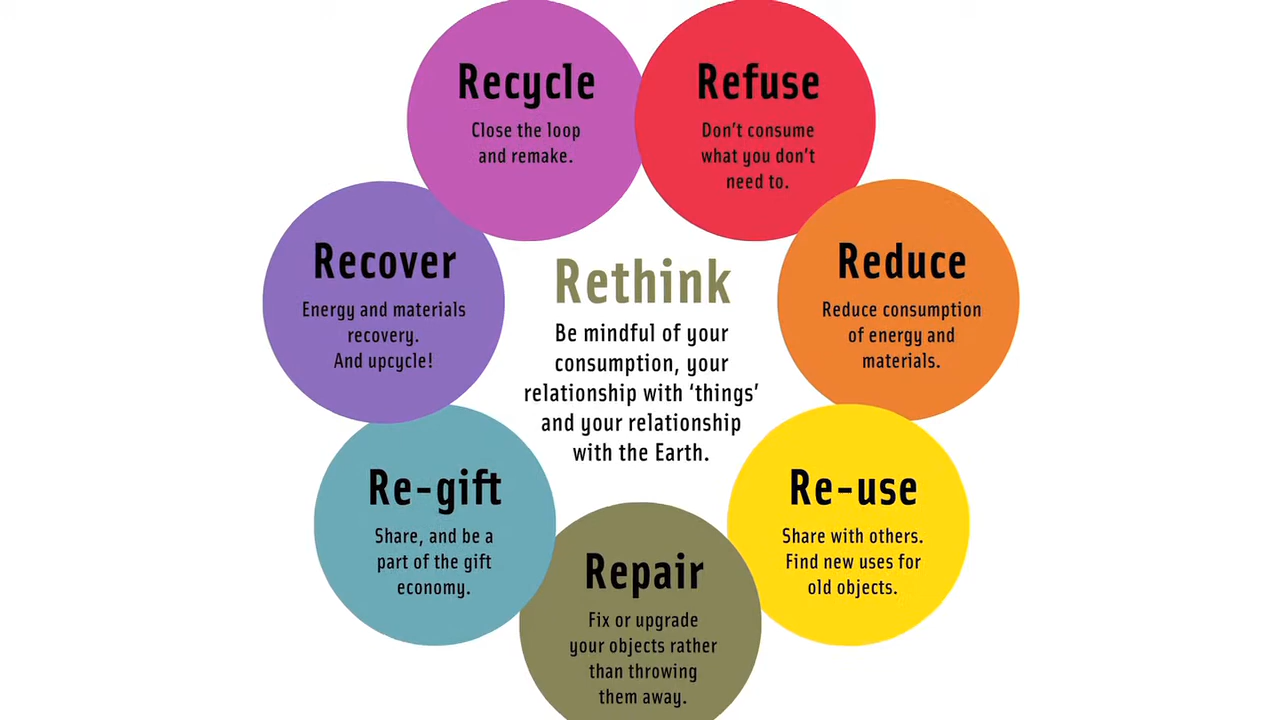 Recycle
Close the loop
and remake.
Refuse
Don’t consume
what you don’t
need to.
Recover
Energy and materials
recovery.
And upcycle!
Rethink
Be mindful of your
consumption, your
relationship with ‘things’
and your relationship
with the Earth.
Reduce
Reduce consumption
of energy and
materials.
Re-gift
Share, and be a
part of the gift
economy.
Repair
Fix or upgrade
your objects rather
than throwing
them away.
Re-use
Share with others.
Find new uses for
old objects.